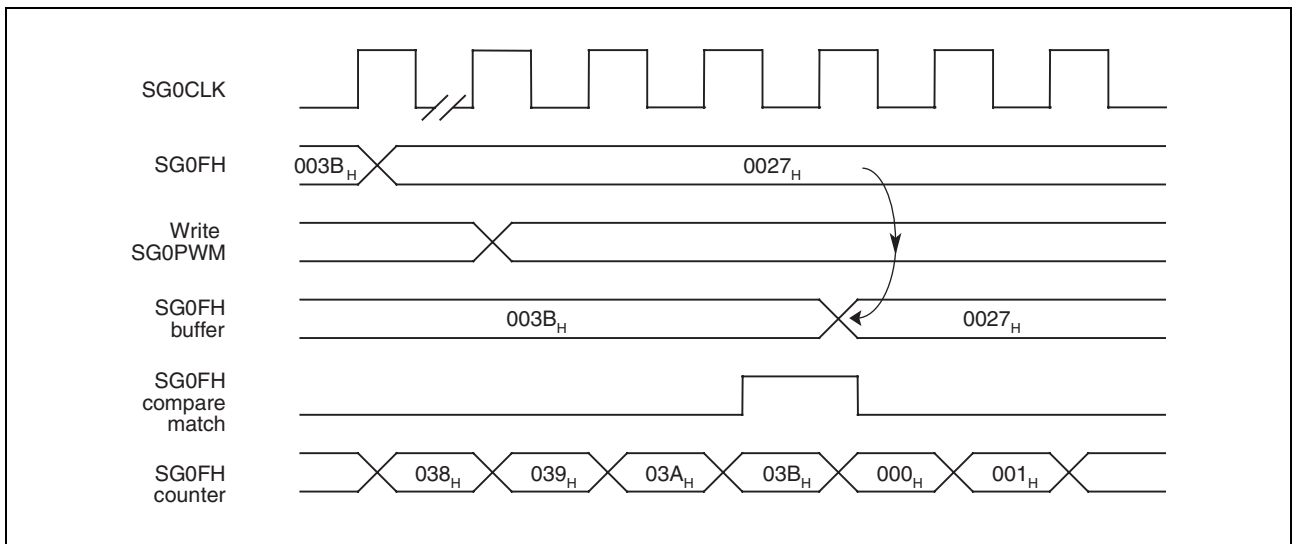 SG0CLK
SG0FH 003BH 0027H
Write
SG0PWM
SG0FH
buffer 003BH 0027H
SG0FH
compare
match
SG0FH
counter 038H 039H 03AH 03BH 000H 001H